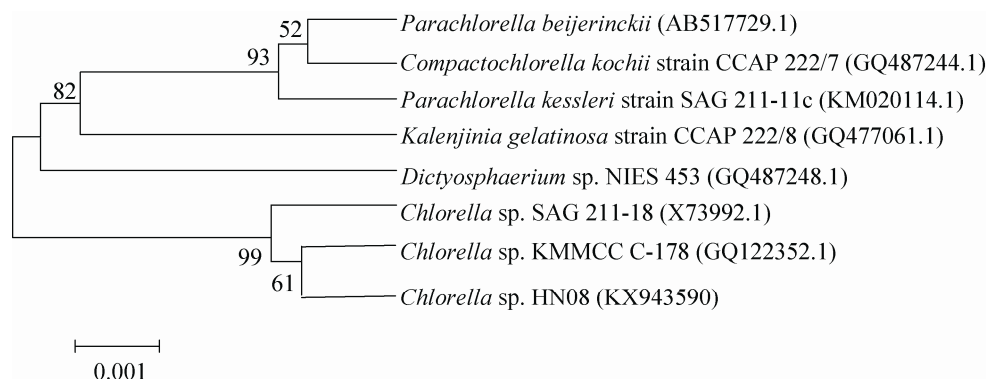 52
Parachlorella beijerinckii (AB517729.1)
93
Compactochlorella kochii strain CCAP 222/7 (GQ487244.1)
82
Parachlorella kessleri strain SAG 211-11c (KM020114.1)
Kalenjinia gelatinosa strain CCAP 222/8 (GQ477061.1)
Dictyosphaerium sp. NIES 453 (GQ487248.1)
Chlorella sp. SAG 211-18 (X73992.1)
99
Chlorella sp. KMMCC C-178 (GQ122352.1)
61
Chlorella sp. HN08 (KX943590)
0.001